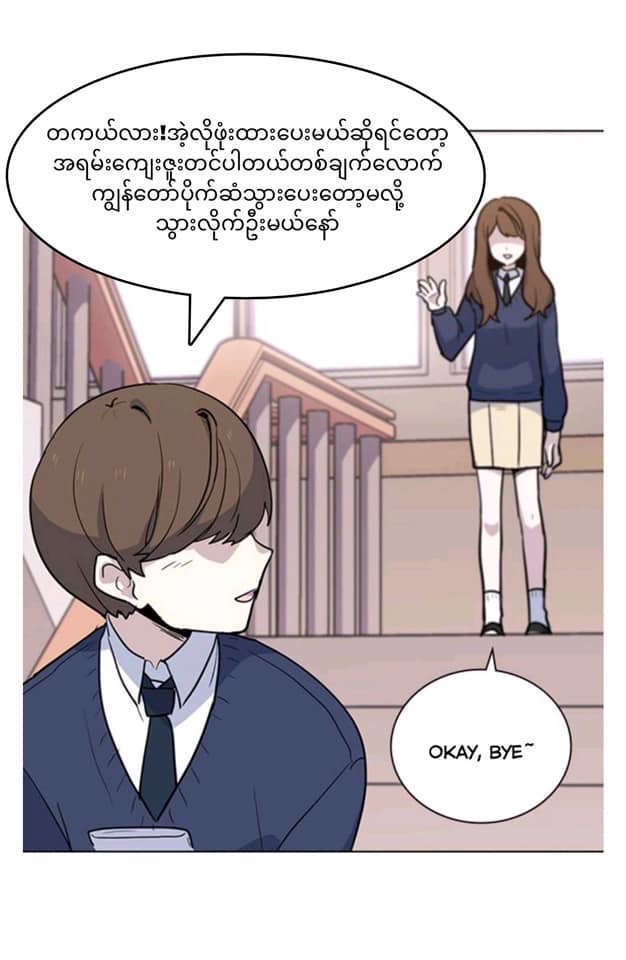 တကယ်လား!အဲ့လိုဖုံးထားပေးမယ်ဆိုရင်တော့
အရမ်းကျေးဇူးတင်ပါတယ်တစ်ချက်လောက်
ကျွန်တော်ပိုက်ဆံသွားပေးတော့မလို့
သွားလိုက်ဦးမယ်နော်
OKAY, BYE~